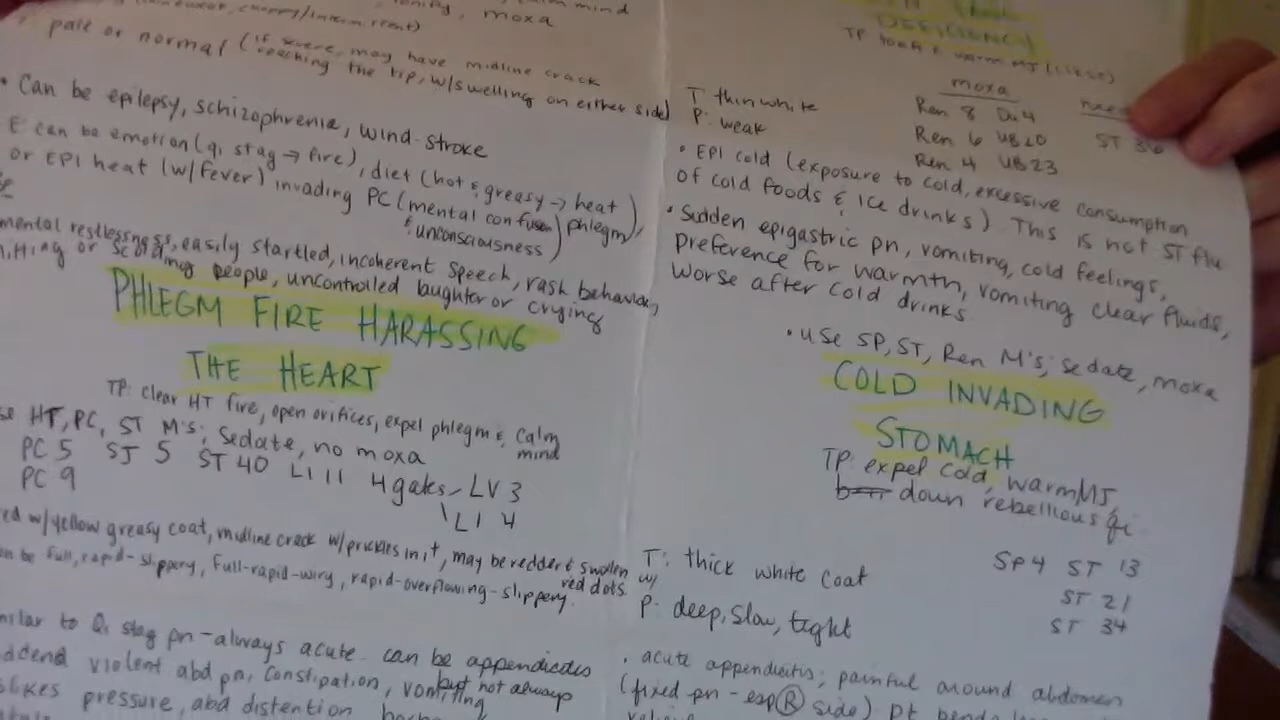 moxa
pale or normal (if severe, may have midline crack
reaching the tip, w/swelling on either side)
• Can be epilepsy, schizophrenia, wind-stroke
E can be emotion (qi stag → fire), diet (hot & greasy → heat
or EPI heat (w/fever) invading PC (mental confusn phlegm),
& unconsciousness)
mental restlessness, easily startled, incoherent speech, rash behavior,
hitting or scolding people, uncontrolled laughter or crying
PHLEGM FIRE HARASSING
THE HEART
TP: clear HT fire, open orifices, expel phlegm & calm
mind
HT, PC, ST M's; sedate, no moxa
PC 5 SJ 5 ST 40 LI 11 4 gates - LV 3
PC 9 \ LI 4
w/yellow greasy coat, midline crack w/prickles in it, may be redder & swollen
w/ red dots.
be full, rapid-slippery, full-rapid-wiry, rapid-overflowing-slippery
to Qi stag pn - always acute. can be appendicitis
but not always
violent abd pn, constipation, vomiting
pressure, abd distention
DEFICIENCY
moxa
T thin white
P: weak
Ren 8 Du 4
Ren 6 UB 20
Ren 4 UB 23
ST 36
• EPI cold (exposure to cold, excessive consumption
of cold foods & ice drinks). This is not ST flu
• Sudden epigastric pn, vomiting, cold feelings,
preference for warmth, vomiting clear fluids,
worse after cold drinks
• use SP, ST, Ren M's; sedate, moxa
COLD INVADING
STOMACH
TP: expel cold, warm MJ,
down rebellious qi
SP 4 ST 13
ST 21
ST 34
T: thick white coat
P: deep, slow, tight
• acute appendicitis; painful around abdomen
(fixed pn - esp Ⓡ side) pt bends